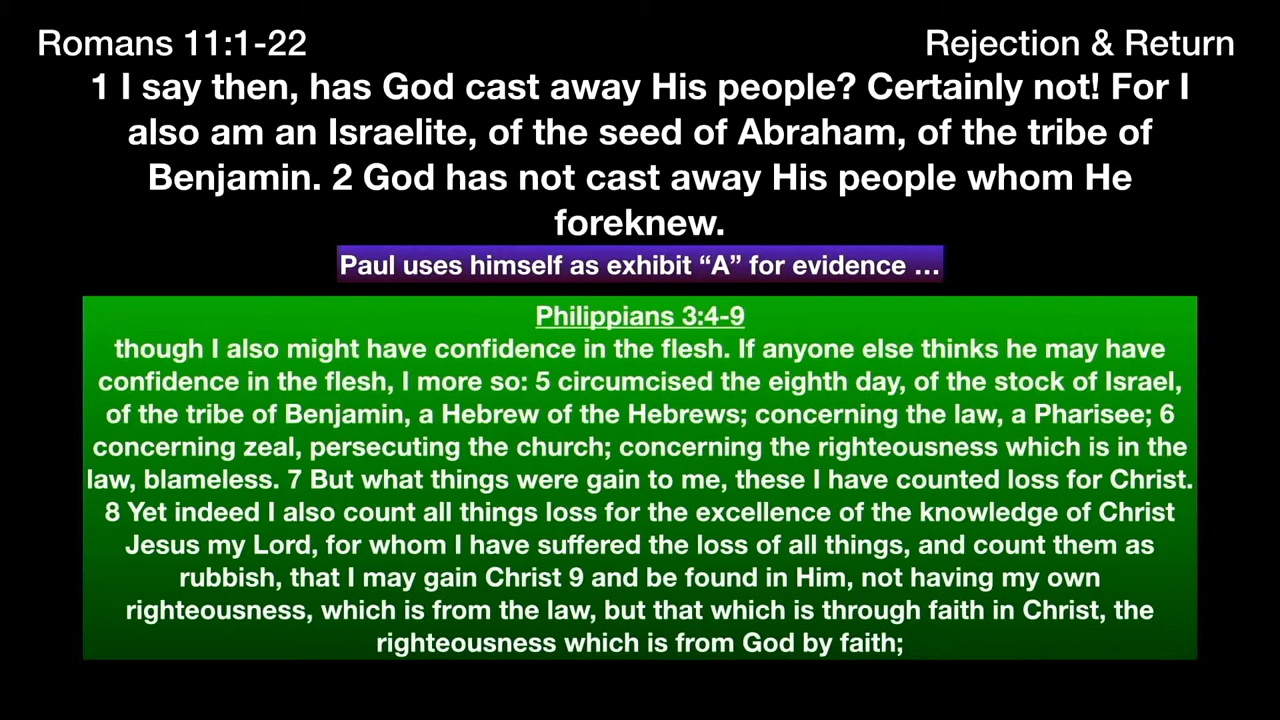 Romans 11:1-22
Rejection & Return
1 I say then, has God cast away His people? Certainly not! For I
also am an Israelite, of the seed of Abraham, of the tribe of
Benjamin. 2 God has not cast away His people whom He
foreknew.
Paul uses himself as exhibit “A” for evidence ...
Philippians 3:4-9
though I also might have confidence in the flesh. If anyone else thinks he may have
confidence in the flesh, I more so: 5 circumcised the eighth day, of the stock of Israel,
of the tribe of Benjamin, a Hebrew of the Hebrews; concerning the law, a Pharisee; 6
concerning zeal, persecuting the church; concerning the righteousness which is in the
law, blameless. 7 But what things were gain to me, these I have counted loss for Christ.
8 Yet indeed I also count all things loss for the excellence of the knowledge of Christ
Jesus my Lord, for whom I have suffered the loss of all things, and count them as
rubbish, that I may gain Christ 9 and be found in Him, not having my own
righteousness, which is from the law, but that which is through faith in Christ, the
righteousness which is from God by faith;